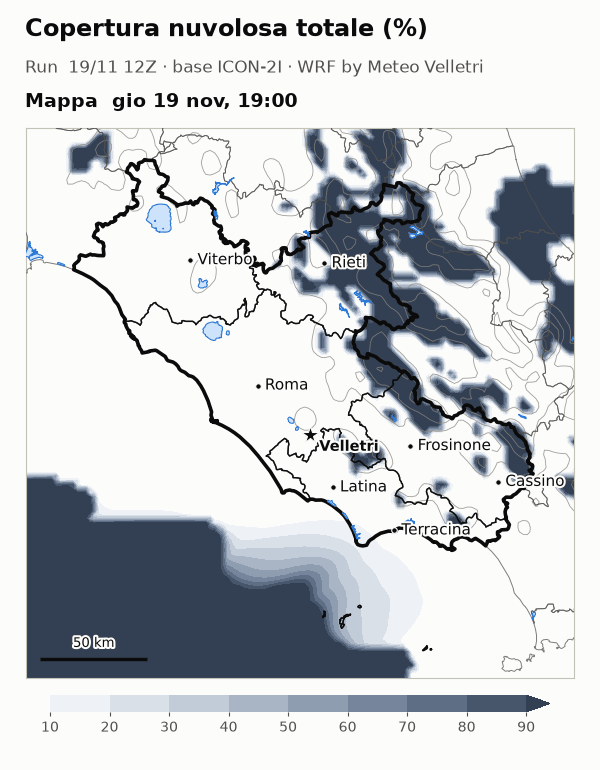 Copertura nuvolosa totale (%)
Run  19/11 12Z · base ICON-2I · WRF by Meteo Velletri
Mappa  gio 19 nov, 19:00
Viterbo
Rieti
Roma
Velletri
Frosinone
Cassino
Latina
Terracina
50 km
10 20 30 40 50 60 70 80 90